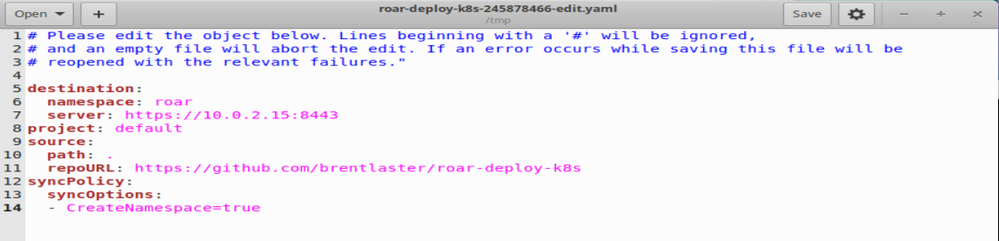 Open
+
roar-deploy-k8s-245878466-edit.yaml
/tmp
Save
1 # Please edit the object below. Lines beginning with a '#' will be ignored,
2 # and an empty file will abort the edit. If an error occurs while saving this file will be
3 # reopened with the relevant failures."
4
5 destination:
6   namespace: roar
7   server: https://10.0.2.15:8443
8 project: default
9 source:
10   path: .
11   repoURL: https://github.com/brentlaster/roar-deploy-k8s
12 syncPolicy:
13   syncOptions:
14   - CreateNamespace=true